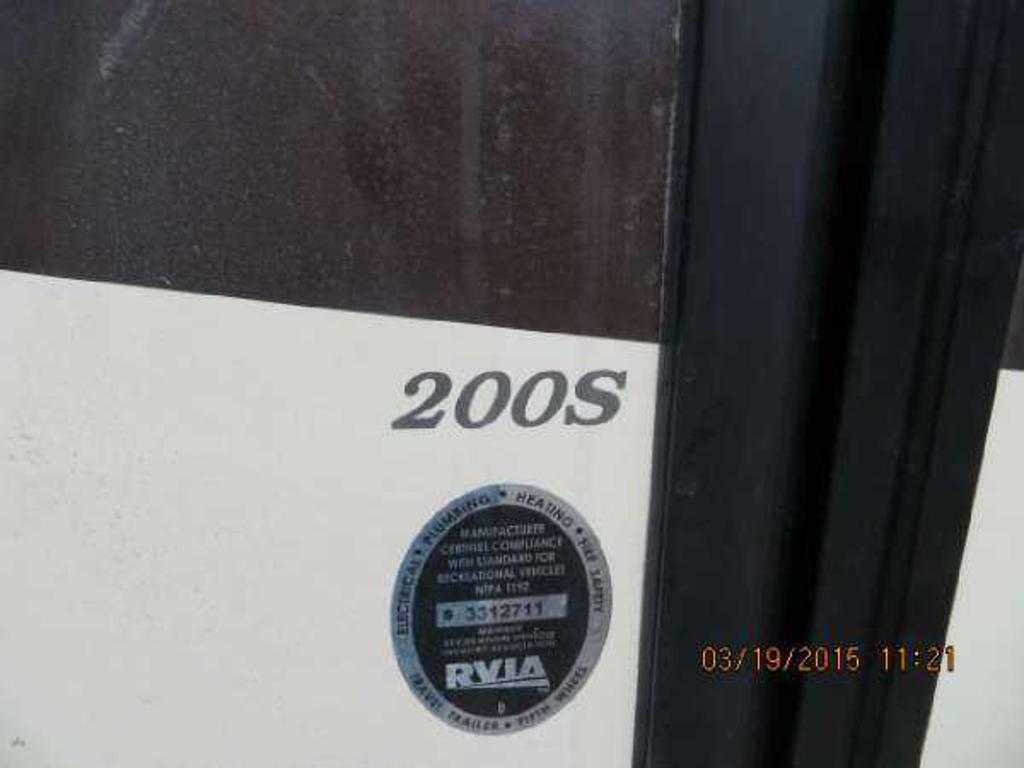 200S
ELECTRICAL • PLUMBING • HEATING • FIRE SAFETY
MANUFACTURER
CERTIFIES COMPLIANCE
WITH STANDARD FOR
RECREATIONAL VEHICLES
NFPA 1192
3312711
MEMBER
RVIA
TRAVEL TRAILER • FIFTH WHEEL
03/19/2015 11:21